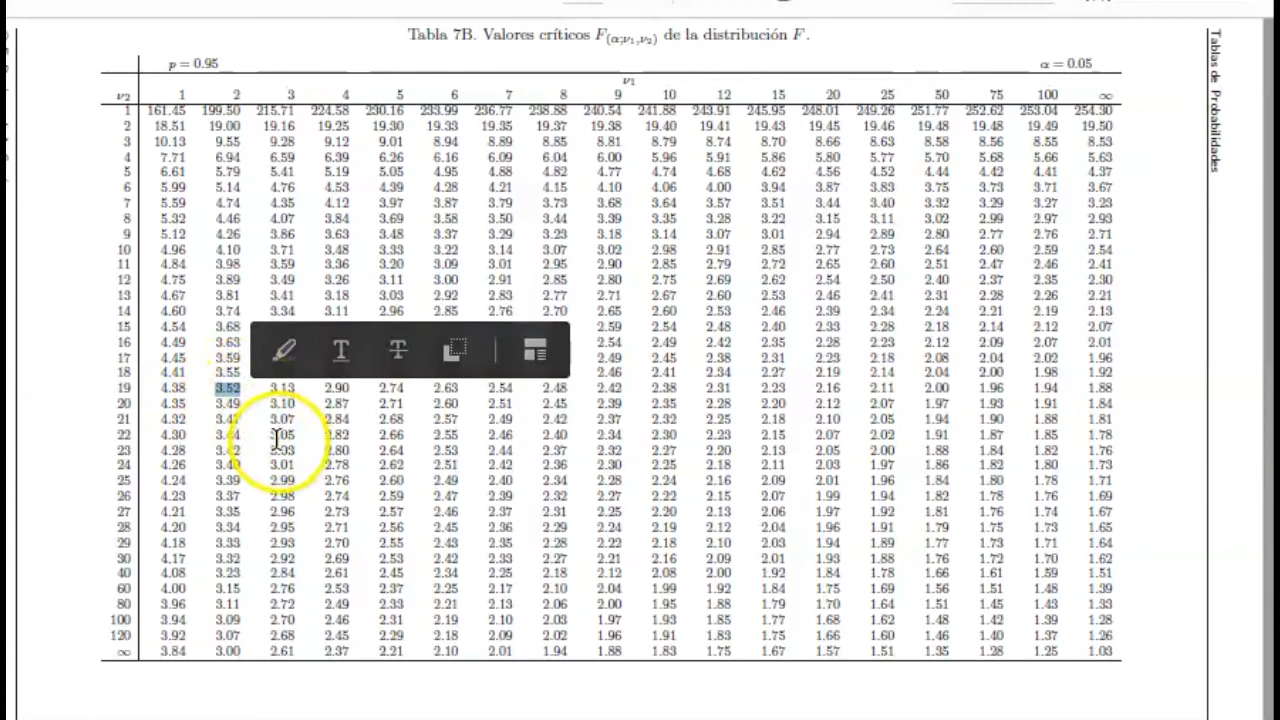 Tabla 7B. Valores críticos F(α;ν1,ν2) de la distribución F.
p = 0.95 α = 0.05
ν1
ν2 1 2 3 4 5 6 7 8 9 10 12 15 20 25 50 75 100 ∞
1 161.45 199.50 215.71 224.58 230.16 233.99 236.77 238.88 240.54 241.88 243.91 245.95 248.01 249.26 251.77 252.62 253.04 254.30
2 18.51 19.00 19.16 19.25 19.30 19.33 19.35 19.37 19.38 19.40 19.41 19.43 19.45 19.46 19.48 19.48 19.49 19.50
3 10.13 9.55 9.28 9.12 9.01 8.94 8.89 8.85 8.81 8.79 8.74 8.70 8.66 8.63 8.58 8.56 8.55 8.53
4 7.71 6.94 6.59 6.39 6.26 6.16 6.09 6.04 6.00 5.96 5.91 5.86 5.80 5.77 5.70 5.68 5.66 5.63
5 6.61 5.79 5.41 5.19 5.05 4.95 4.88 4.82 4.77 4.74 4.68 4.62 4.56 4.52 4.44 4.42 4.41 4.37
6 5.99 5.14 4.76 4.53 4.39 4.28 4.21 4.15 4.10 4.06 4.00 3.94 3.87 3.83 3.75 3.73 3.71 3.67
7 5.59 4.74 4.35 4.12 3.97 3.87 3.79 3.73 3.68 3.64 3.57 3.51 3.44 3.40 3.32 3.29 3.27 3.23
8 5.32 4.46 4.07 3.84 3.69 3.58 3.50 3.44 3.39 3.35 3.28 3.22 3.15 3.11 3.02 2.99 2.97 2.93
9 5.12 4.26 3.86 3.63 3.48 3.37 3.29 3.23 3.18 3.14 3.07 3.01 2.94 2.89 2.80 2.77 2.76 2.71
10 4.96 4.10 3.71 3.48 3.33 3.22 3.14 3.07 3.02 2.98 2.91 2.85 2.77 2.73 2.64 2.60 2.59 2.54
11 4.84 3.98 3.59 3.36 3.20 3.09 3.01 2.95 2.90 2.85 2.79 2.72 2.65 2.60 2.51 2.47 2.46 2.41
12 4.75 3.89 3.49 3.26 3.11 3.00 2.91 2.85 2.80 2.75 2.69 2.62 2.54 2.50 2.40 2.37 2.35 2.30
13 4.67 3.81 3.41 3.18 3.03 2.92 2.83 2.77 2.71 2.67 2.60 2.53 2.46 2.41 2.31 2.28 2.26 2.21
14 4.60 3.74 3.34 3.11 2.96 2.85 2.76 2.70 2.65 2.60 2.53 2.46 2.39 2.34 2.24 2.21 2.19 2.13
15 4.54 3.68 2.59 2.54 2.48 2.40 2.33 2.28 2.18 2.14 2.12 2.07
16 4.49 3.63 2.54 2.49 2.42 2.35 2.28 2.23 2.12 2.09 2.07 2.01
17 4.45 3.59 2.49 2.45 2.38 2.31 2.23 2.18 2.08 2.04 2.02 1.96
18 4.41 3.55 2.46 2.41 2.34 2.27 2.19 2.14 2.04 2.00 1.98 1.92
19 4.38 3.52 3.13 2.90 2.74 2.63 2.54 2.48 2.42 2.38 2.31 2.23 2.16 2.11 2.00 1.96 1.94 1.88
20 4.35 3.49 3.10 2.87 2.71 2.60 2.51 2.45 2.39 2.35 2.28 2.20 2.12 2.07 1.97 1.93 1.91 1.84
21 4.32 3.47 3.07 2.84 2.68 2.57 2.49 2.42 2.37 2.32 2.25 2.18 2.10 2.05 1.94 1.90 1.88 1.81
22 4.30 3.44 3.05 2.82 2.66 2.55 2.46 2.40 2.34 2.30 2.23 2.15 2.07 2.02 1.91 1.87 1.85 1.78
23 4.28 3.42 3.03 2.80 2.64 2.53 2.44 2.37 2.32 2.27 2.20 2.13 2.05 2.00 1.88 1.84 1.82 1.76
24 4.26 3.40 3.01 2.78 2.62 2.51 2.42 2.36 2.30 2.25 2.18 2.11 2.03 1.97 1.86 1.82 1.80 1.73
25 4.24 3.39 2.99 2.76 2.60 2.49 2.40 2.34 2.28 2.24 2.16 2.09 2.01 1.96 1.84 1.80 1.78 1.71
26 4.23 3.37 2.98 2.74 2.59 2.47 2.39 2.32 2.27 2.22 2.15 2.07 1.99 1.94 1.82 1.78 1.76 1.69
27 4.21 3.35 2.96 2.73 2.57 2.46 2.37 2.31 2.25 2.20 2.13 2.06 1.97 1.92 1.81 1.76 1.74 1.67
28 4.20 3.34 2.95 2.71 2.56 2.45 2.36 2.29 2.24 2.19 2.12 2.04 1.96 1.91 1.79 1.75 1.73 1.65
29 4.18 3.33 2.93 2.70 2.55 2.43 2.35 2.28 2.22 2.18 2.10 2.03 1.94 1.89 1.77 1.73 1.71 1.64
30 4.17 3.32 2.92 2.69 2.53 2.42 2.33 2.27 2.21 2.16 2.09 2.01 1.93 1.88 1.76 1.72 1.70 1.62
40 4.08 3.23 2.84 2.61 2.45 2.34 2.25 2.18 2.12 2.08 2.00 1.92 1.84 1.78 1.66 1.61 1.59 1.51
60 4.00 3.15 2.76 2.53 2.37 2.25 2.17 2.10 2.04 1.99 1.92 1.84 1.75 1.69 1.56 1.51 1.48 1.39
80 3.96 3.11 2.72 2.49 2.33 2.21 2.13 2.06 2.00 1.95 1.88 1.79 1.70 1.64 1.51 1.45 1.43 1.33
100 3.94 3.09 2.70 2.46 2.31 2.19 2.10 2.03 1.97 1.93 1.85 1.77 1.68 1.62 1.48 1.42 1.39 1.28
120 3.92 3.07 2.68 2.45 2.29 2.18 2.09 2.02 1.96 1.91 1.83 1.75 1.66 1.60 1.46 1.40 1.37 1.26
∞ 3.84 3.00 2.61 2.37 2.21 2.10 2.01 1.94 1.88 1.83 1.75 1.67 1.57 1.51 1.35 1.28 1.25 1.03
Tablas de Probabilidades